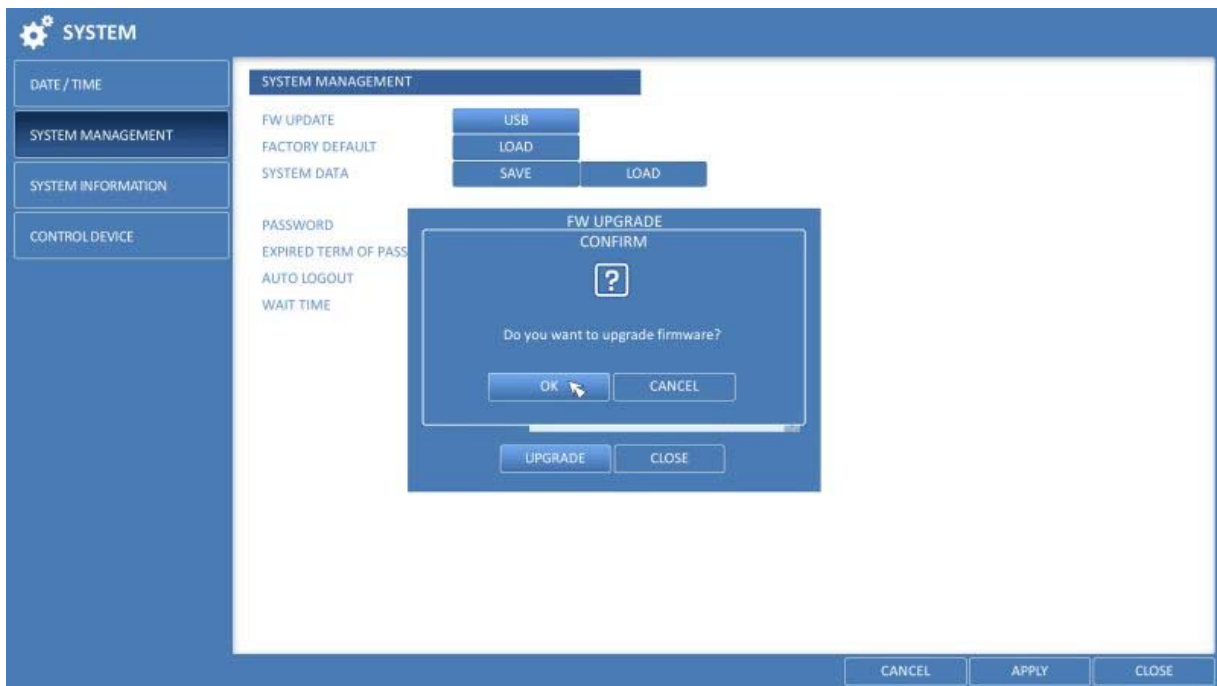 SYSTEM
DATE / TIME
SYSTEM MANAGEMENT
SYSTEM INFORMATION
CONTROL DEVICE
SYSTEM MANAGEMENT
FW UPDATE USB
FACTORY DEFAULT LOAD
SYSTEM DATA SAVE LOAD
PASSWORD
EXPIRED TERM OF PASS
AUTO LOGOUT
WAIT TIME
FW UPGRADE
CONFIRM
?
Do you want to upgrade firmware?
OK CANCEL
UPGRADE CLOSE
CANCEL APPLY CLOSE